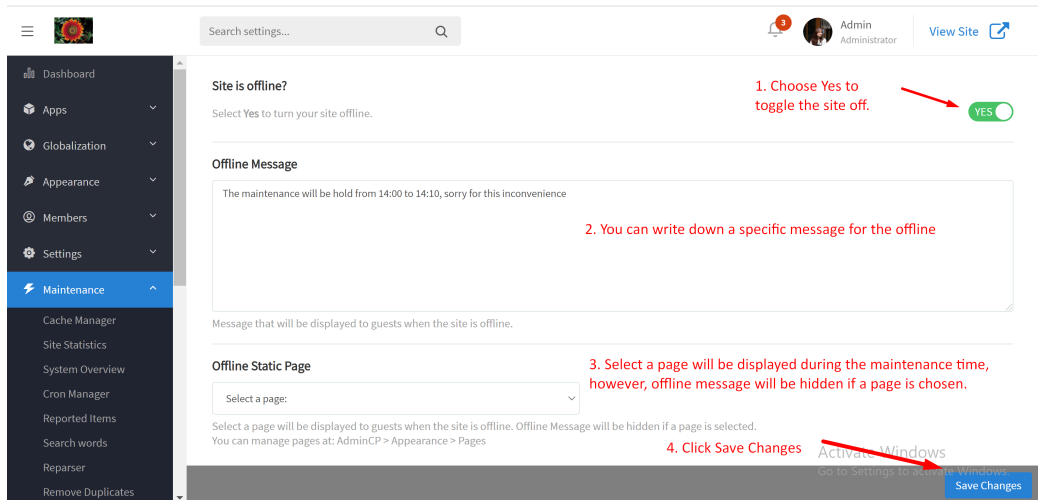 Search settings...
3
Admin
Administrator
View Site
Dashboard
Apps
Globalization
Appearance
Members
Settings
Maintenance
Cache Manager
Site Statistics
System Overview
Cron Manager
Reported Items
Search words
Reparser
Remove Duplicates
Site is offline?
Select Yes to turn your site offline.
1. Choose Yes to
toggle the site off.
YES
Offline Message
The maintenance will be hold from 14:00 to 14:10, sorry for this inconvenience
2. You can write down a specific message for the offline
Message that will be displayed to guests when the site is offline.
Offline Static Page
3. Select a page will be displayed during the maintenance time,
however, offline message will be hidden if a page is chosen.
Select a page:
Select a page will be displayed to guests when the site is offline. Offline Message will be hidden if a page is selected.
You can manage pages at: AdminCP > Appearance > Pages
4. Click Save Changes
Activate Windows
Go to Settings to activate Windows.
Save Changes